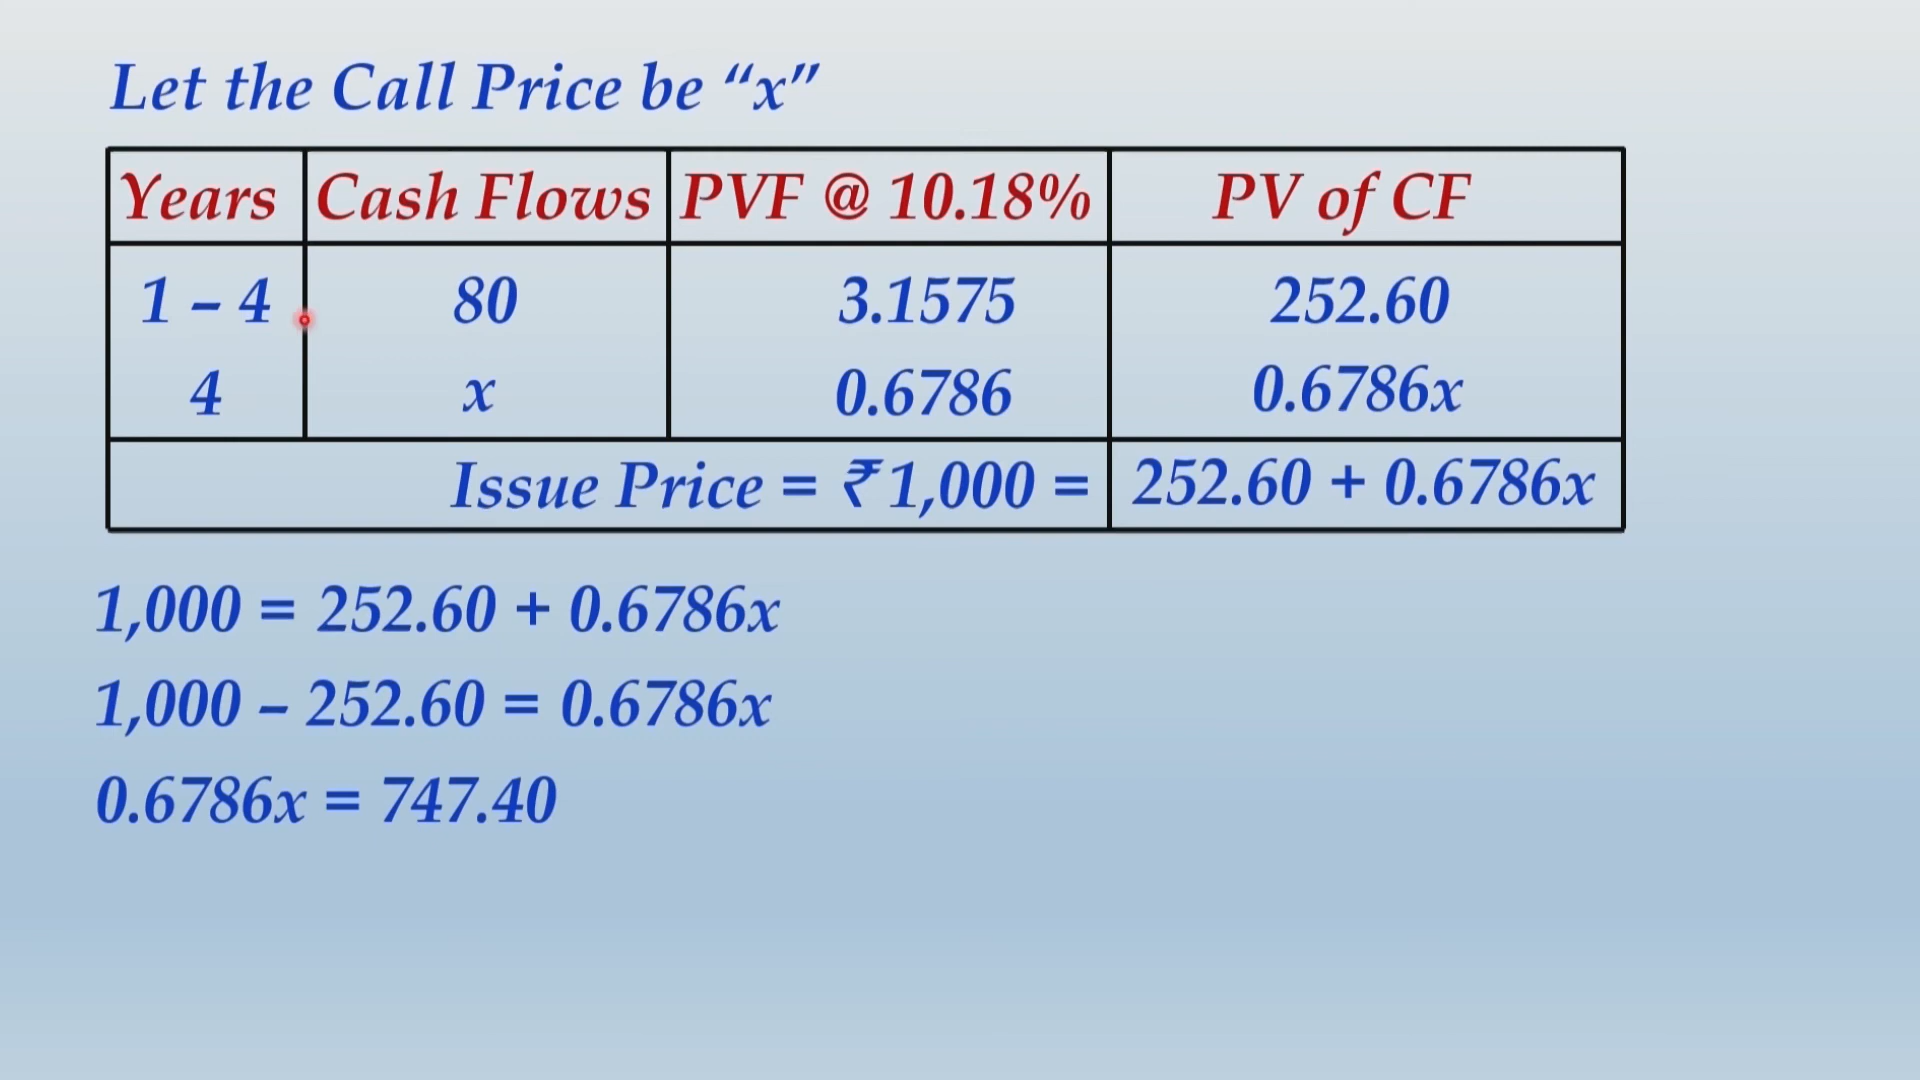 Let the Call Price be “x”
Years Cash Flows PVF @ 10.18% PV of CF
1 – 4 80 3.1575 252.60
4 x 0.6786 0.6786x
Issue Price = ₹1,000 = 252.60 + 0.6786x
1,000 = 252.60 + 0.6786x
1,000 – 252.60 = 0.6786x
0.6786x = 747.40